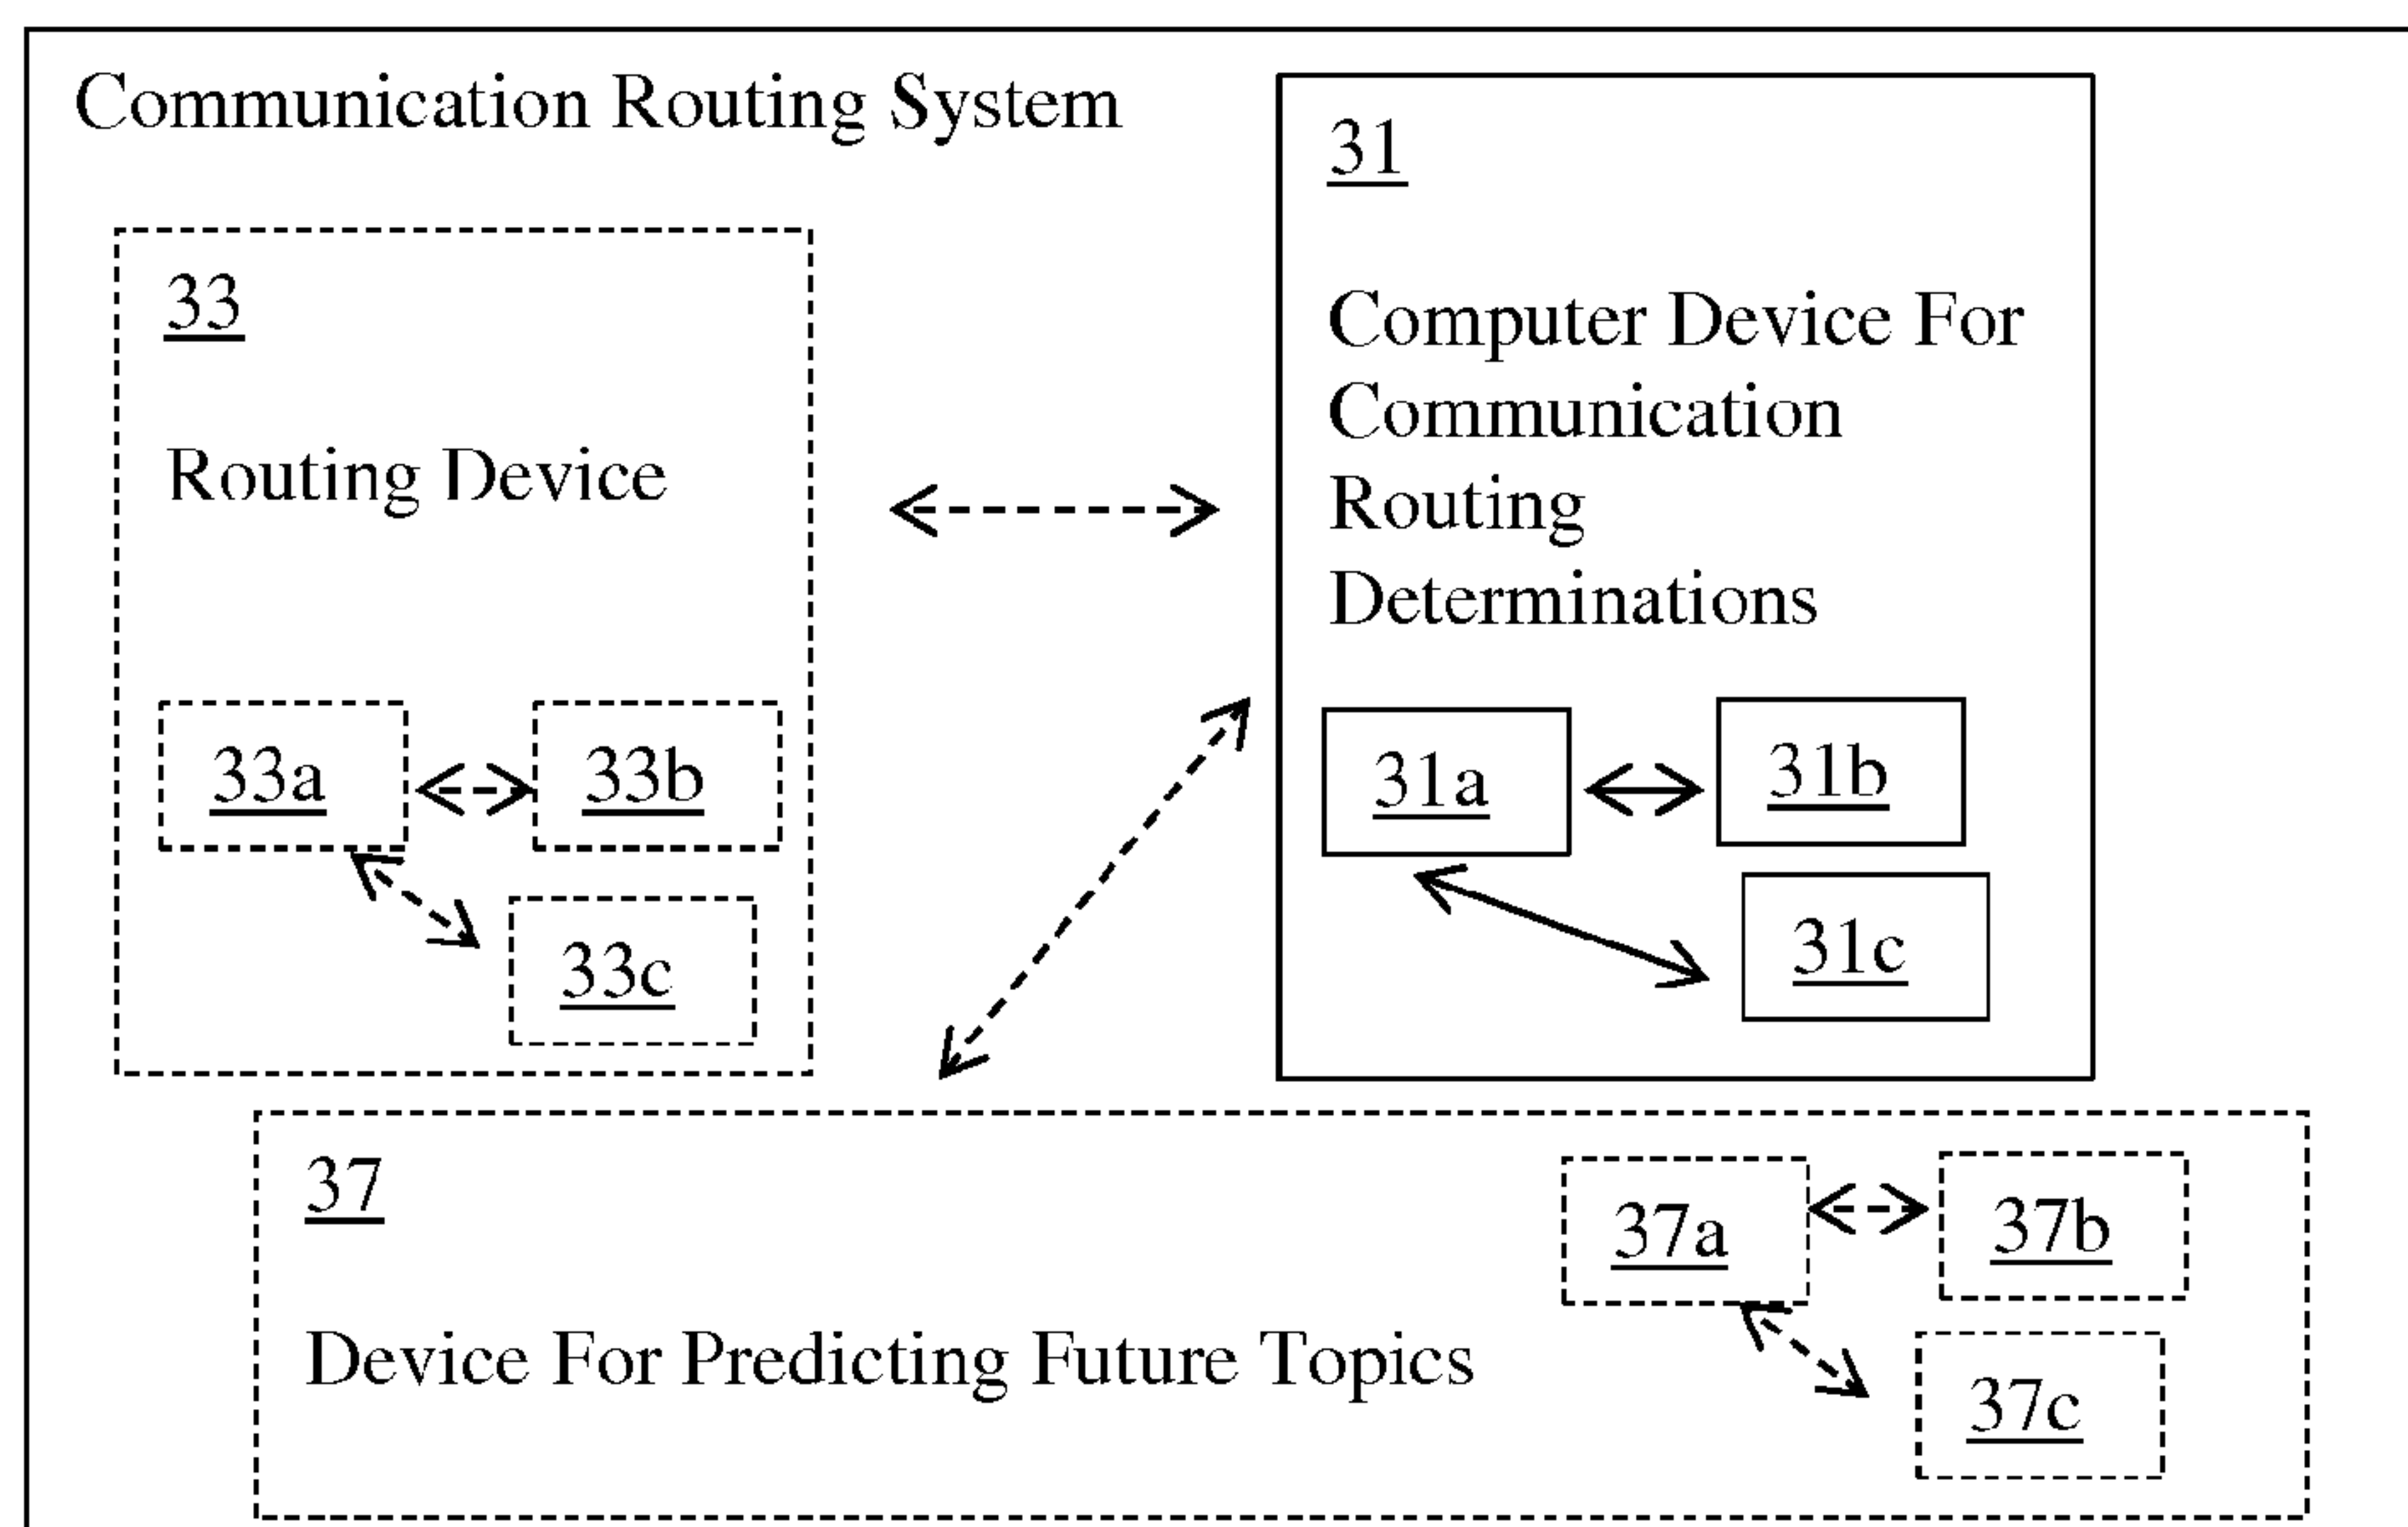 Communication Routing System
33
Routing Device
33a
33b
33c
31
Computer Device For
Communication
Routing
Determinations
31a
31b
31c
37
Device For Predicting Future Topics
37a
37b
37c